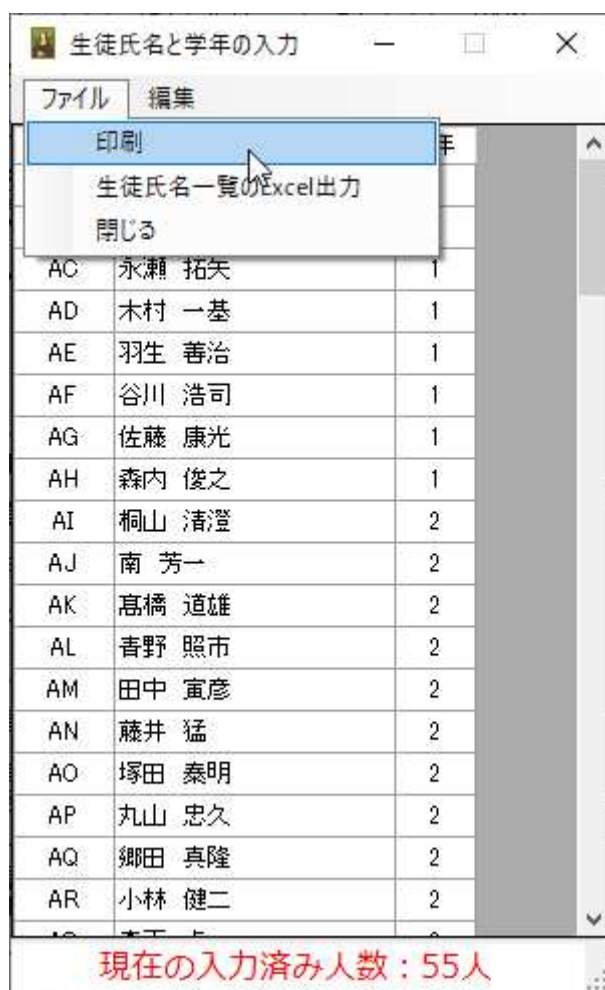 生徒氏名と学年の入力
ファイル 編集
印刷
年
生徒氏名一覧のExcel出力
閉じる
AC 永瀬 拓矢 1
AD 木村 一基 1
AE 羽生 善治 1
AF 谷川 浩司 1
AG 佐藤 康光 1
AH 森内 俊之 1
AI 桐山 清澄 2
AJ 南 芳一 2
AK 髙橋 道雄 2
AL 青野 照市 2
AM 田中 寅彦 2
AN 藤井 猛 2
AO 塚田 泰明 2
AP 丸山 忠久 2
AQ 郷田 真隆 2
AR 小林 健二 2
現在の入力済み人数：55人